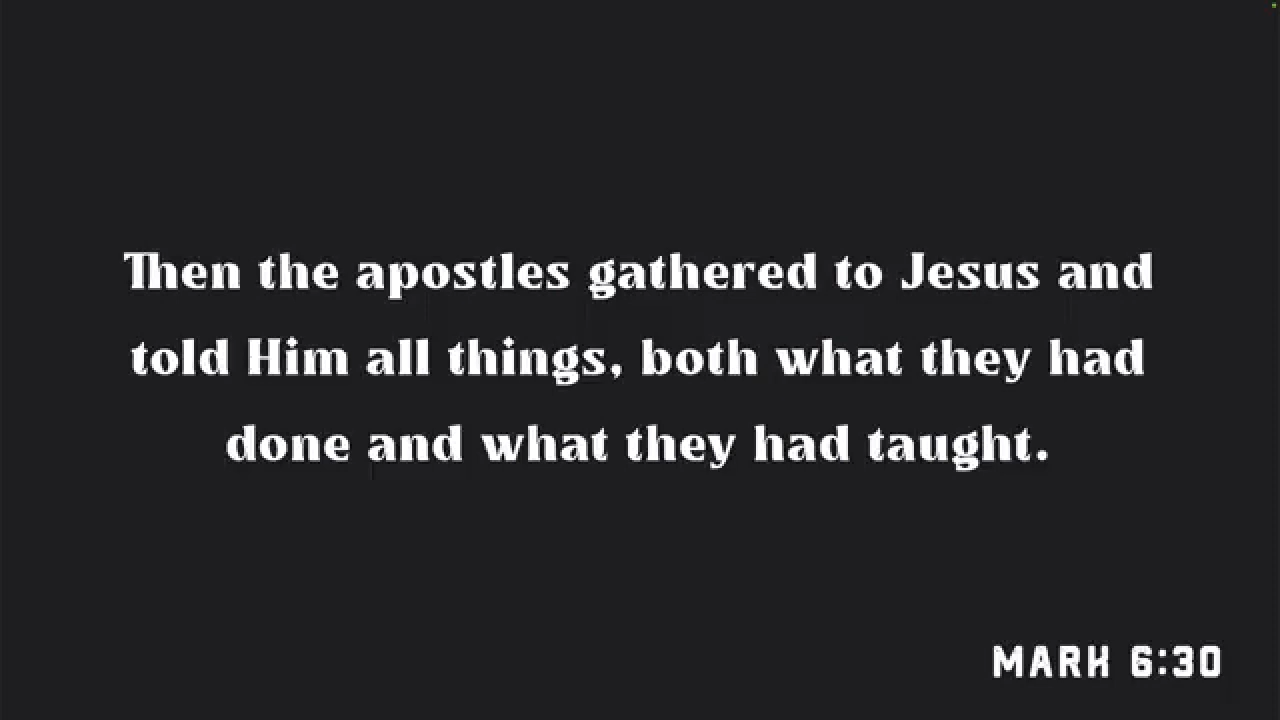 Then the apostles gathered to Jesus and
told Him all things, both what they had
done and what they had taught.
MARK 6:30